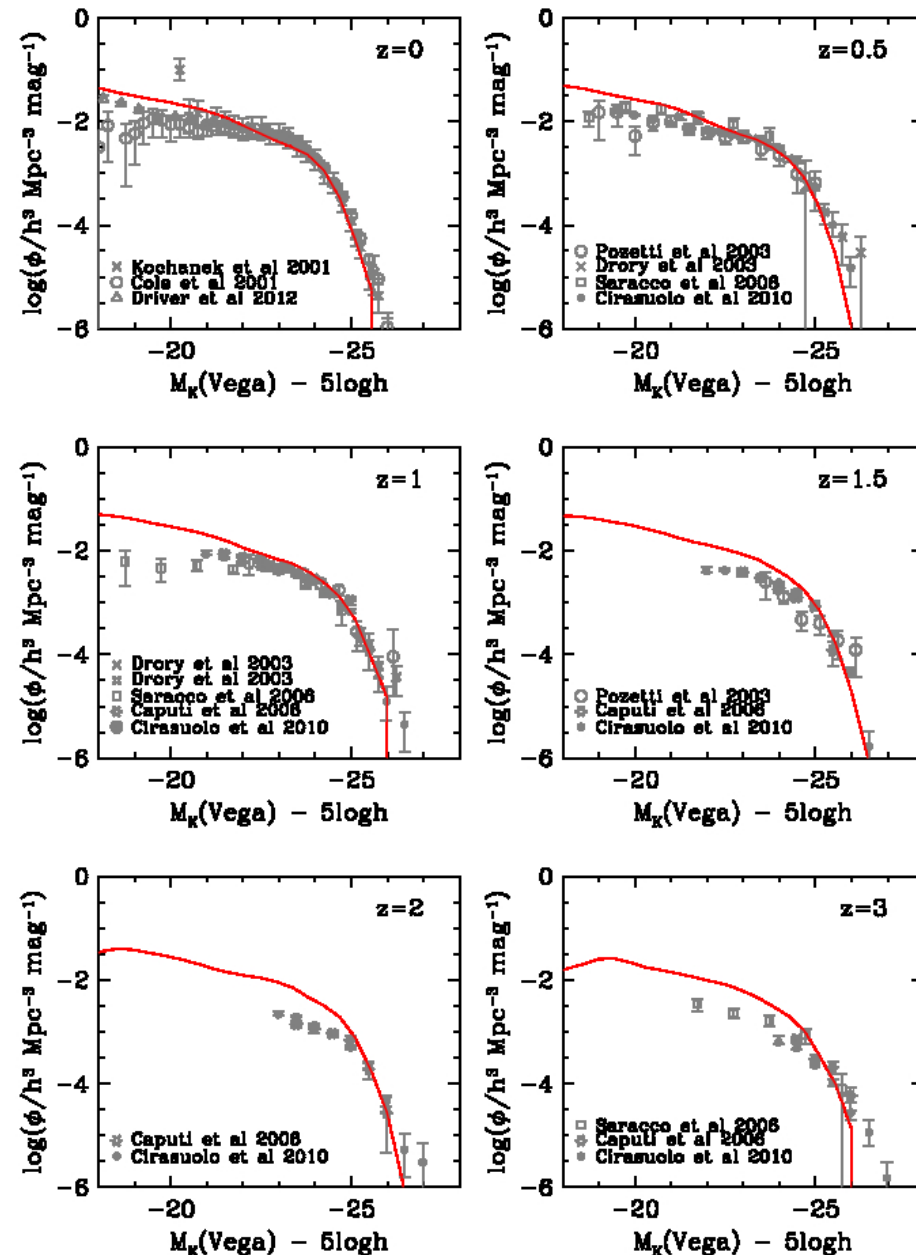 z=0
log(ϕ/h³ Mpc⁻³ mag⁻¹)
0
-2
-4
-6
× Kochanek et al 2001
○ Cole et al 2001
△ Driver et al 2012
-20
-25
M_K(Vega) - 5logh
z=0.5
log(ϕ/h³ Mpc⁻³ mag⁻¹)
0
-2
-4
-6
Pozetti et al 2003
Drory et al 2003
Saracco et al 2006
Cirasuolo et al 2010
-20
-25
M_K(Vega) - 5logh
z=1
log(ϕ/h³ Mpc⁻³ mag⁻¹)
0
-2
-4
-6
Drory et al 2003
Drory et al 2003
Saracco et al 2006
Caputi et al 2006
Cirasuolo et al 2010
-20
-25
M_K(Vega) - 5logh
z=1.5
log(ϕ/h³ Mpc⁻³ mag⁻¹)
0
-2
-4
-6
Pozetti et al 2003
Caputi et al 2006
Cirasuolo et al 2010
-20
-25
M_K(Vega) - 5logh
z=2
log(ϕ/h³ Mpc⁻³ mag⁻¹)
0
-2
-4
-6
Caputi et al 2006
Cirasuolo et al 2010
-20
-25
M_K(Vega) - 5logh
z=3
log(ϕ/h³ Mpc⁻³ mag⁻¹)
0
-2
-4
-6
Saracco et al 2006
Caputi et al 2006
Cirasuolo et al 2010
-20
-25
M_K(Vega) - 5logh